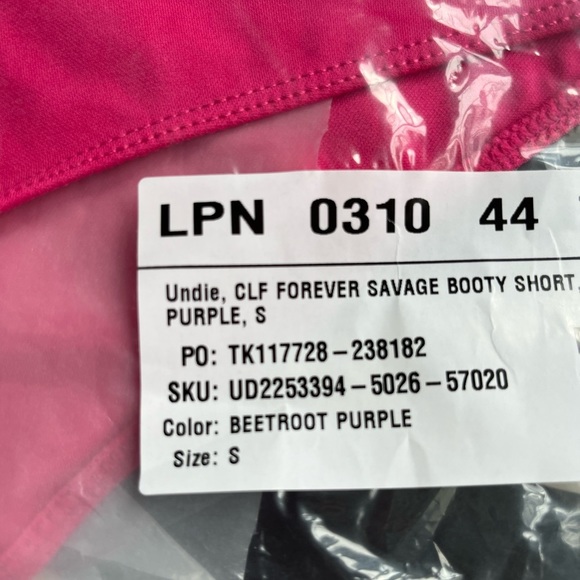 LPN 0310 44
Undie, CLF FOREVER SAVAGE BOOTY SHORT,
PURPLE, S
PO: TK117728-238182
SKU: UD2253394-5026-57020
Color: BEETROOT PURPLE
Size: S